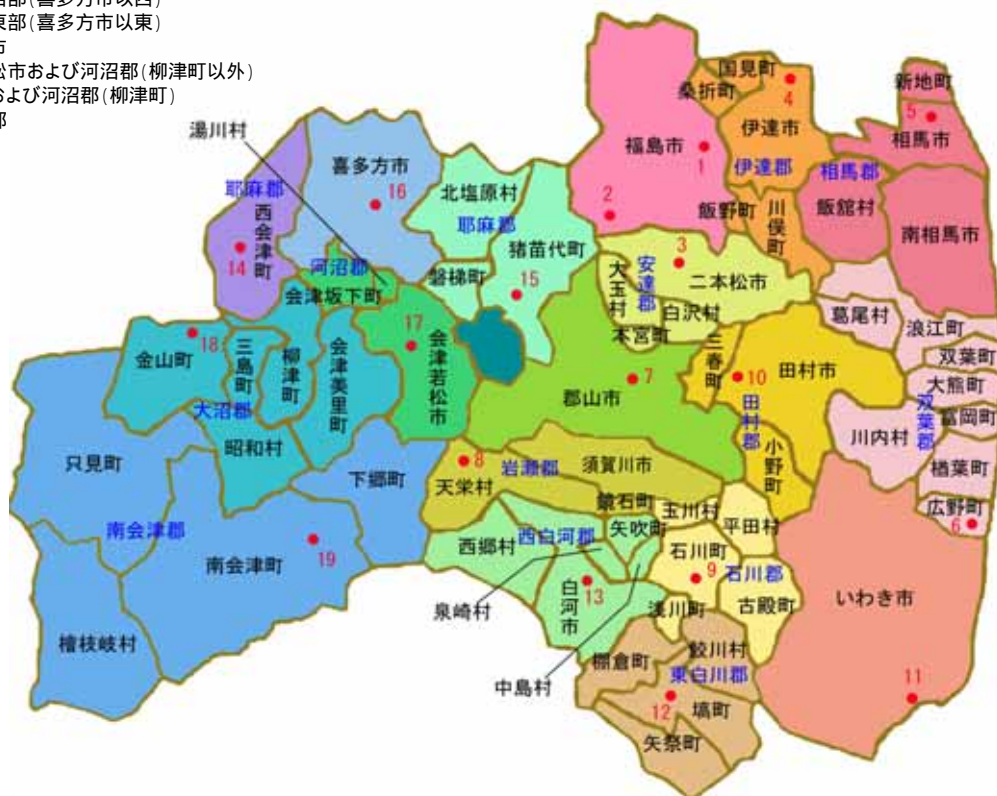 部(喜多方市以西)
部(喜多方市以東)
市
松市および河沼郡(柳津町以外)
および河沼郡(柳津町)
郡
湯川村
喜多方市
16
耶麻郡
西会津町
14
北塩原村
耶麻郡
猪苗代町
磐梯町
15
河沼郡
会津坂下町
17
会津若松市
国見町
桑折町
4
伊達市
伊達郡
福島市
1
2
飯野町
川俣町
新地町
5
相馬市
相馬郡
飯舘村
南相馬市
3
二本松市
安達郡
大玉村
白沢村
本宮町
葛尾村
浪江町
双葉町
大熊町
富岡町
双葉郡
川内村
楢葉町
広野町
6
三春町
10
田村市
田村郡
小野町
郡山市
7
金山町
18
三島町
柳津町
会津美里町
大沼郡
昭和村
只見町
下郷町
南会津郡
南会津町
19
檜枝岐村
8
天栄村
岩瀬郡
須賀川市
鏡石町
玉川村
平田村
西郷村
西白河郡
矢吹町
石川町
9
石川郡
泉崎村
白河市
13
浅川町
古殿町
中島村
棚倉町
鮫川村
東白川郡
12
塙町
矢祭町
いわき市
11